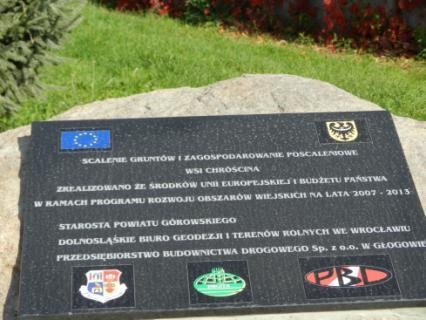 SCALENIE GRUNTÓW I ZAGOSPODAROWANIE POSCALENIOWE
WSI CHRÓŚCINA
ZREALIZOWANO ZE ŚRODKÓW UNII EUROPEJSKIEJ I BUDŻETU PAŃSTWA
W RAMACH PROGRAMU ROZWOJU OBSZARÓW WIEJSKICH NA LATA 2007 - 2013
STAROSTA POWIATU GÓROWSKIEGO
DOLNOŚLĄSKIE BIURO GEODEZJI I TERENÓW ROLNYCH WE WROCŁAWIU
PRZEDSIĘBIORSTWO BUDOWNICTWA DROGOWEGO Sp. z o.o. W GŁOGOWIE